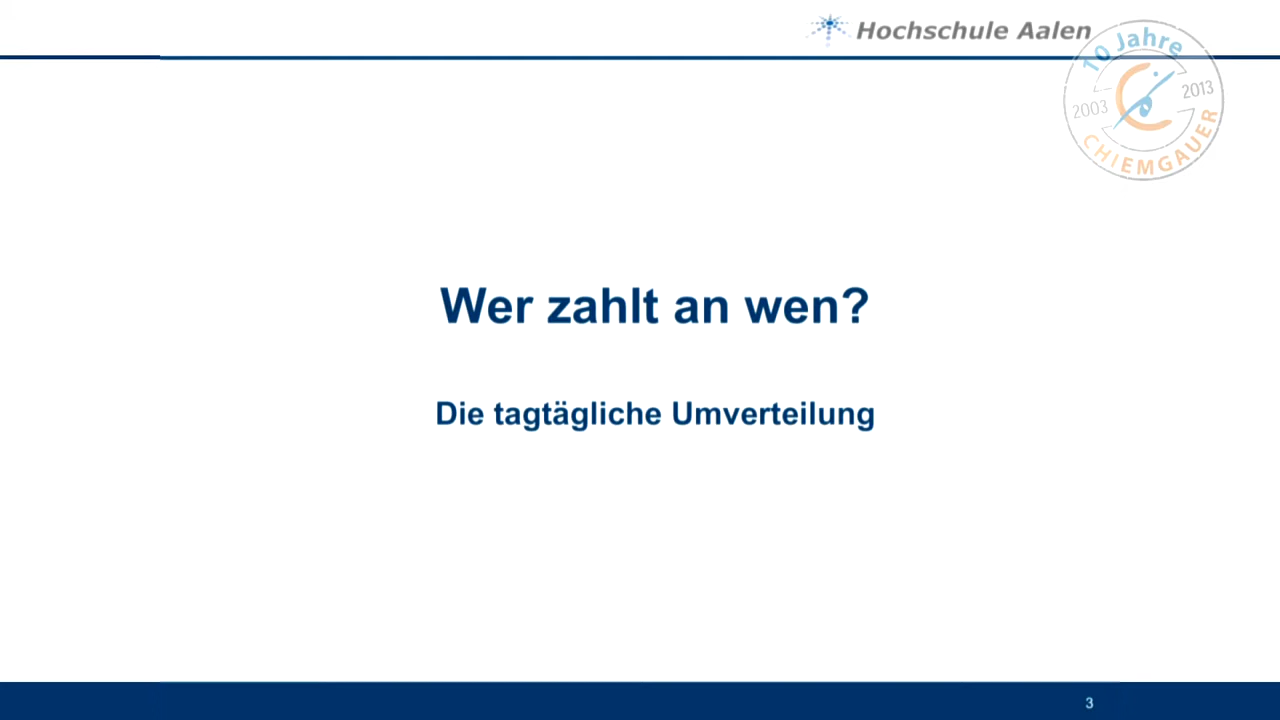 Hochschule Aalen
10 Jahre
2003
2013
CHIEMGAUER
Wer zahlt an wen?
Die tagtägliche Umverteilung
3